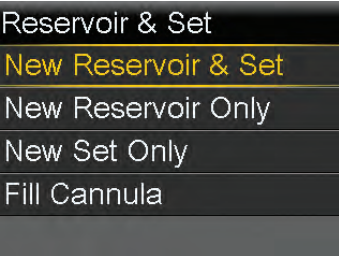 Reservoir & Set
New Reservoir & Set
New Reservoir Only
New Set Only
Fill Cannula